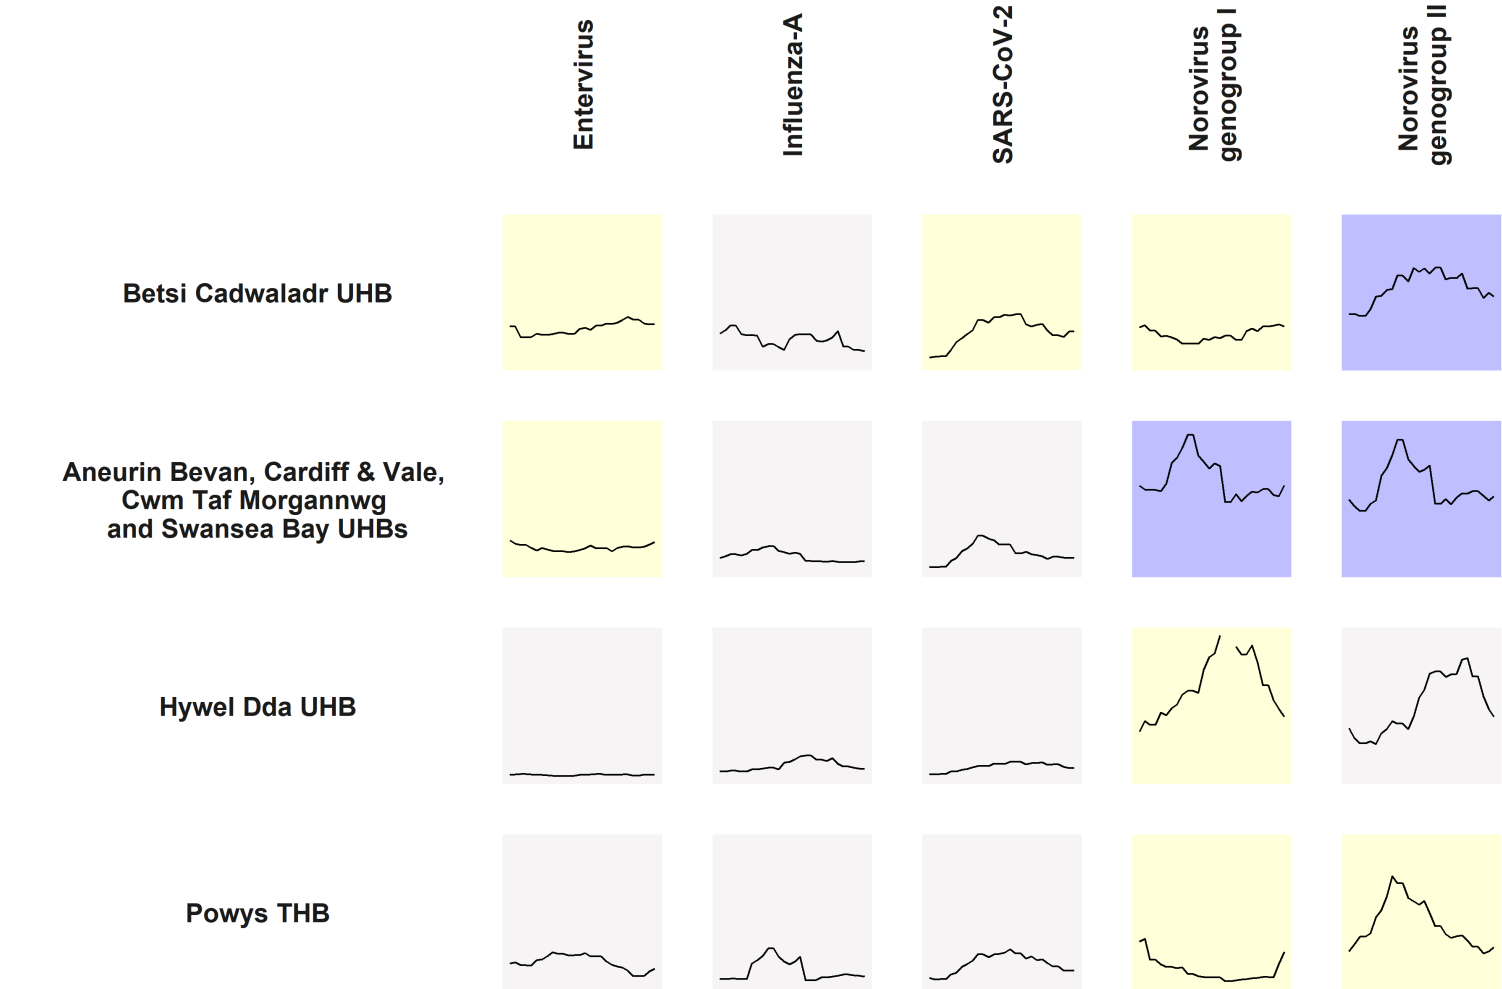 Entervirus
Influenza-A
SARS-CoV-2
Norovirus
genogroup I
Norovirus
genogroup II
Betsi Cadwaladr UHB
Aneurin Bevan, Cardiff & Vale,
Cwm Taf Morgannwg
and Swansea Bay UHBs
Hywel Dda UHB
Powys THB